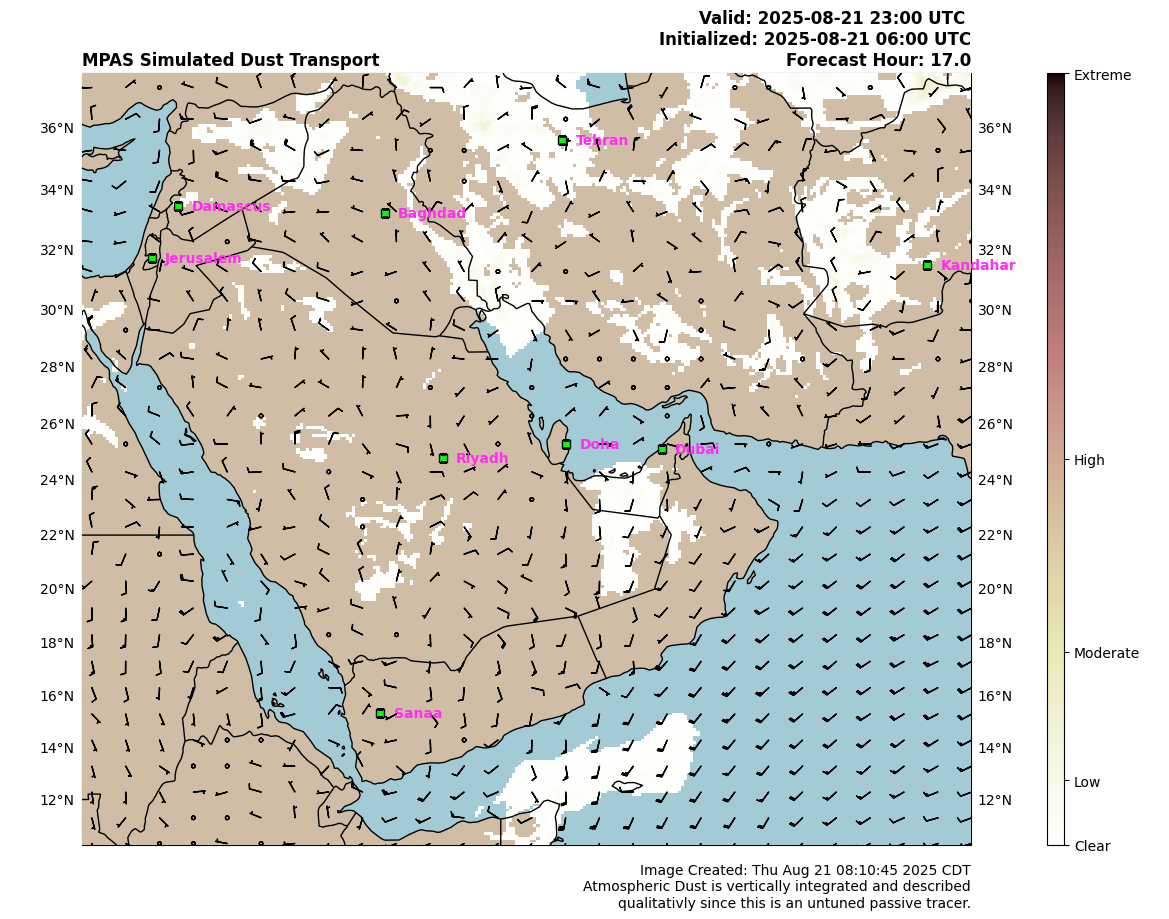 Valid: 2025-08-21 23:00 UTC
Initialized: 2025-08-21 06:00 UTC
MPAS Simulated Dust Transport
Forecast Hour: 17.0
Extreme
36°N
Tehran
36°N
34°N
Damascus
Baghdad
34°N
32°N
Jerusalem
32°N
Kandahar
30°N
30°N
28°N
28°N
26°N
26°N
Doha
Dubai
Riyadh
High
24°N
24°N
22°N
22°N
20°N
20°N
18°N
18°N
Moderate
16°N
16°N
Sanaa
14°N
14°N
Low
12°N
12°N
Clear
Image Created: Thu Aug 21 08:10:45 2025 CDT
Atmospheric Dust is vertically integrated and described
qualitativly since this is an untuned passive tracer.